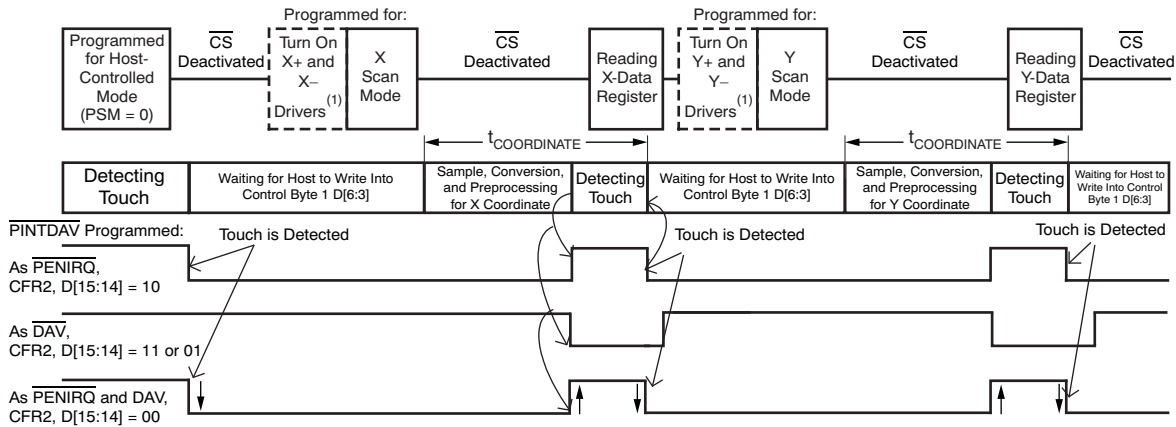 Programmed for:
Programmed for:
Programmed
for Host-
Controlled
Mode
(PSM = 0)
CS
Deactivated
Turn On
X+ and
X–
Drivers(1)
X
Scan
Mode
CS
Deactivated
Reading
X-Data
Register
Turn On
Y+ and
Y–
Drivers(1)
Y
Scan
Mode
CS
Deactivated
Reading
Y-Data
Register
CS
Deactivated
tCOORDINATE
tCOORDINATE
Detecting
Touch
Waiting for Host to Write Into
Control Byte 1 D[6:3]
Sample, Conversion,
and Preprocessing
for X Coordinate
Detecting
Touch
Waiting for Host to Write Into
Control Byte 1 D[6:3]
Sample, Conversion,
and Preprocessing
for Y Coordinate
Detecting
Touch
Waiting for Host to
Write Into Control
Byte 1 D[6:3]
PINTDAV Programmed:
Touch is Detected
Touch is Detected
Touch is Detected
As PENIRQ,
CFR2, D[15:14] = 10
As DAV,
CFR2, D[15:14] = 11 or 01
As PENIRQ and DAV,
CFR2, D[15:14] = 00